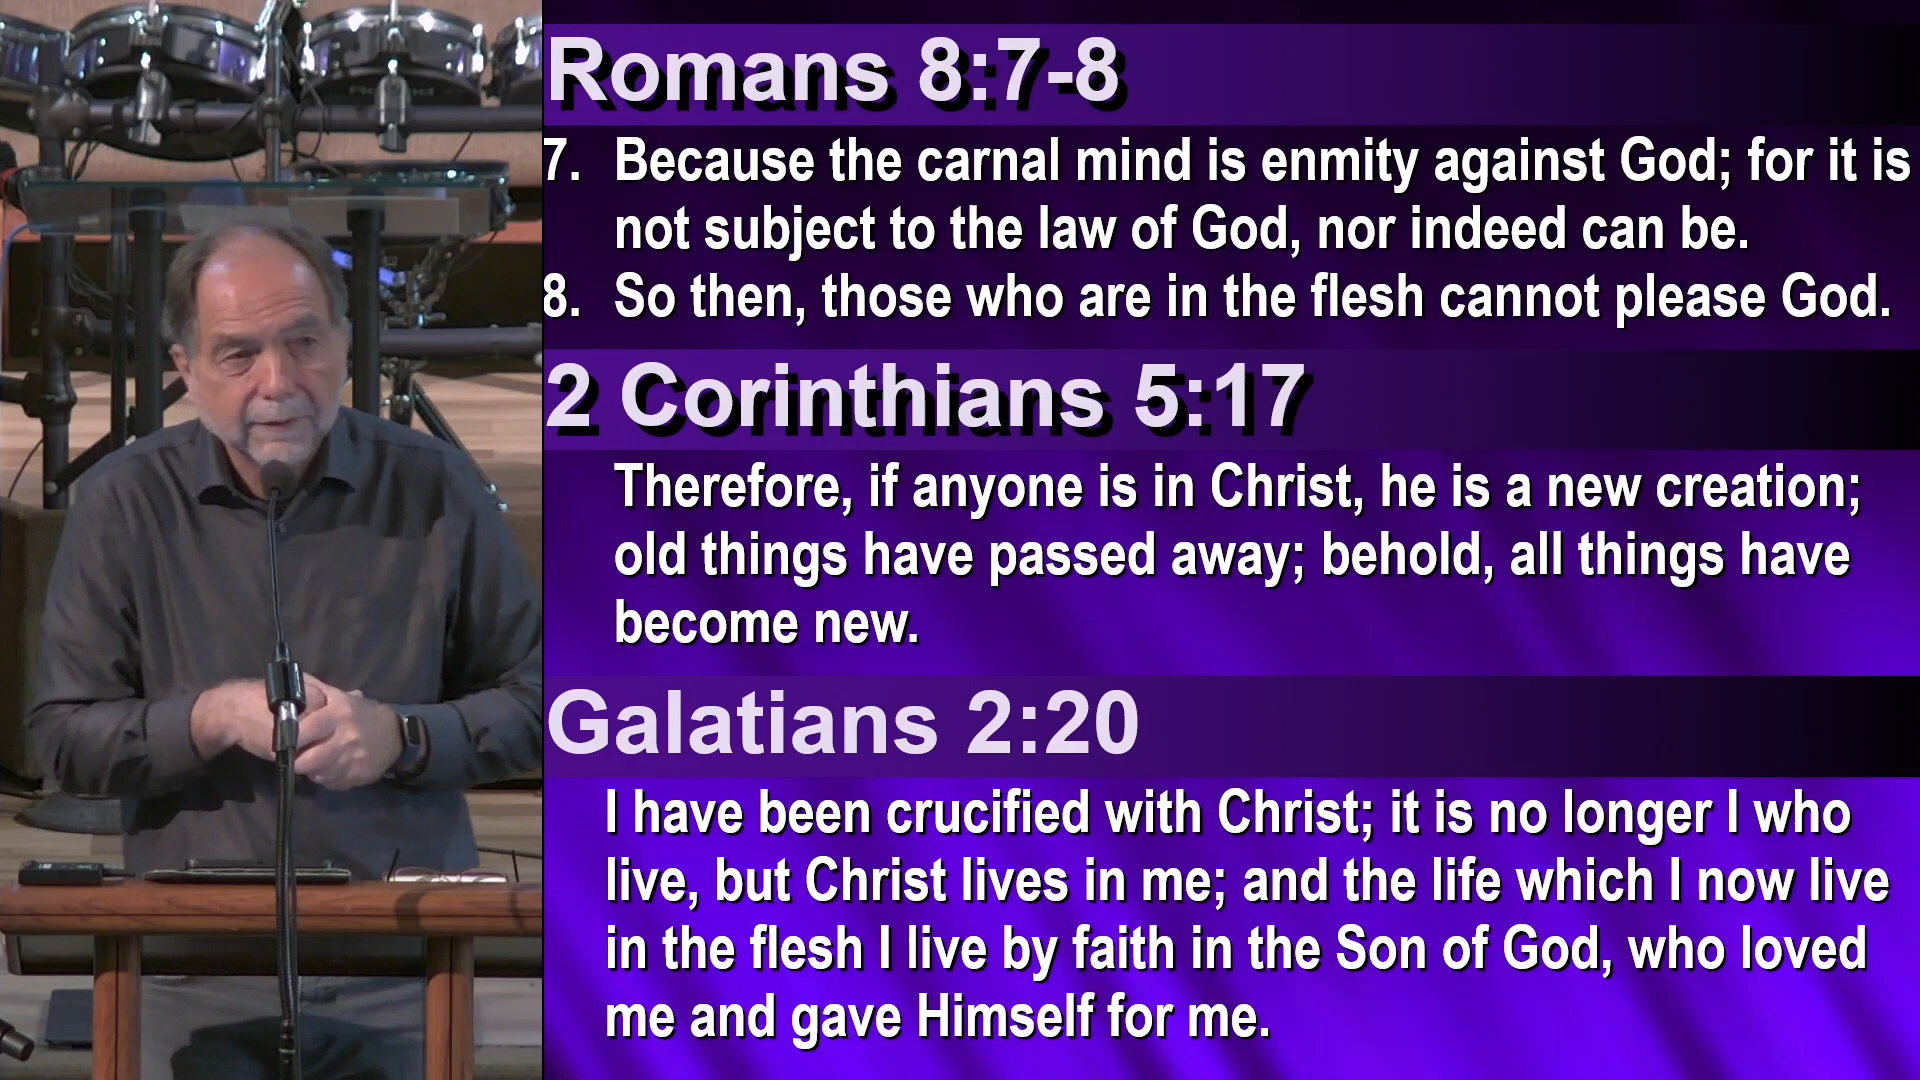 Romans 8:7-8
7. Because the carnal mind is enmity against God; for it is
not subject to the law of God, nor indeed can be.
8. So then, those who are in the flesh cannot please God.
2 Corinthians 5:17
Therefore, if anyone is in Christ, he is a new creation;
old things have passed away; behold, all things have
become new.
Galatians 2:20
I have been crucified with Christ; it is no longer I who
live, but Christ lives in me; and the life which I now live
in the flesh I live by faith in the Son of God, who loved
me and gave Himself for me.